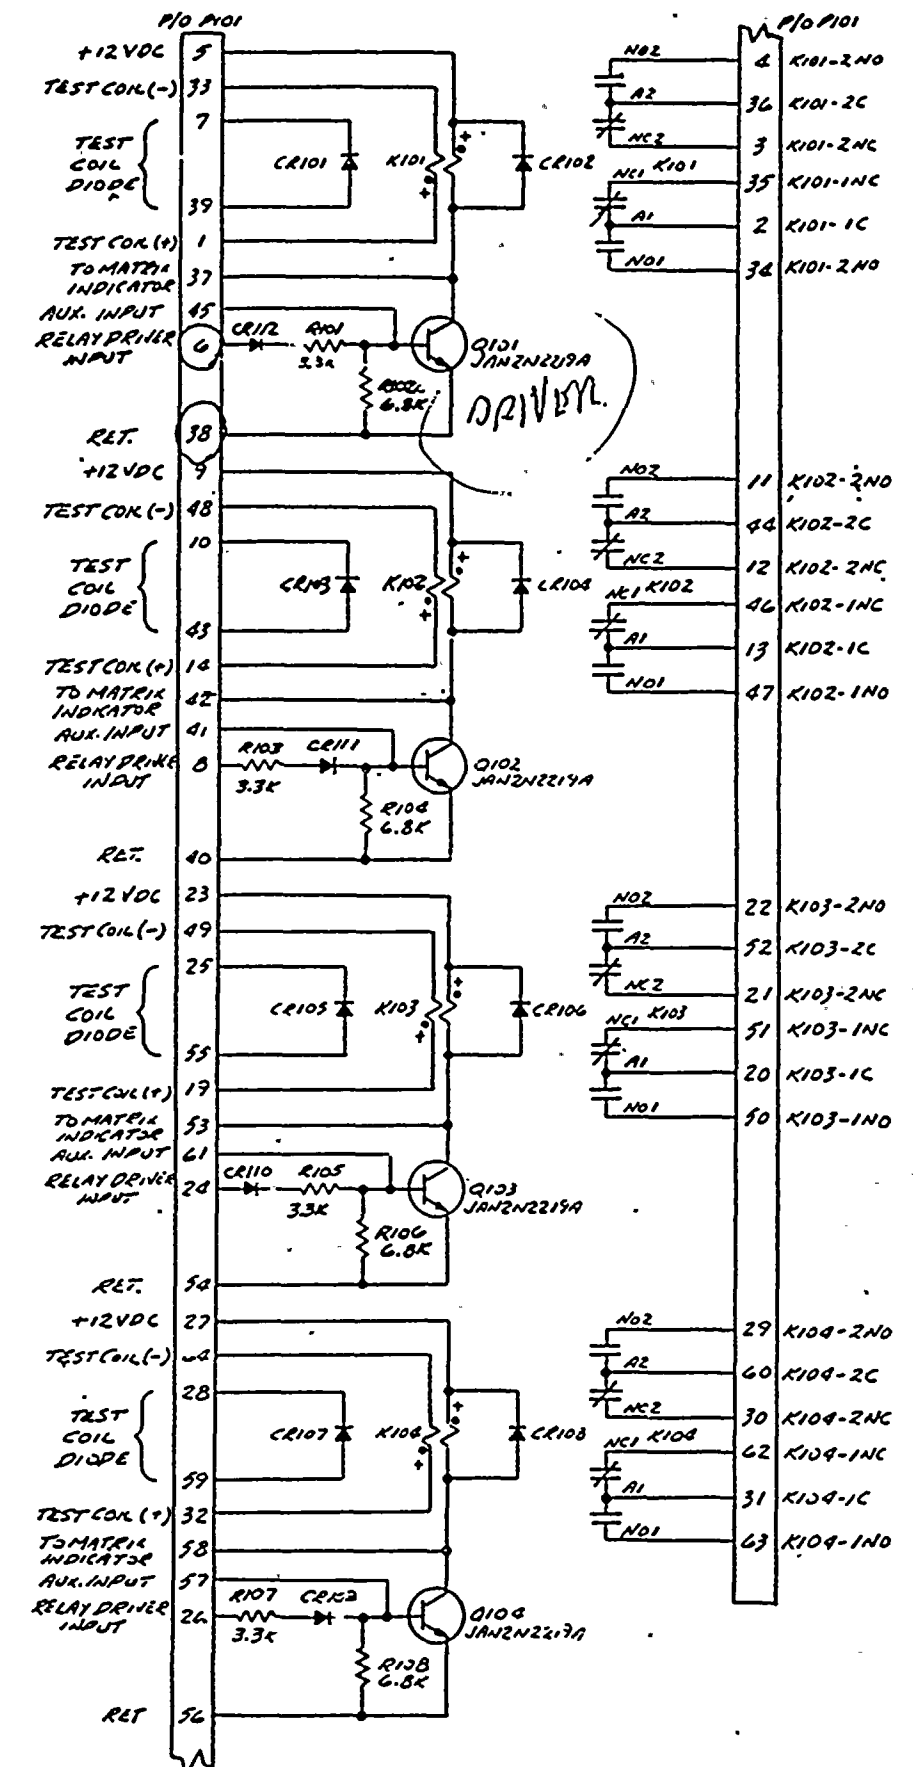 P/O P101
+12VDC 5
TEST COIL (-) 33
7
TEST
COIL
DIODE
CR101
K101
CR102
39
TEST COIL (+) 1
TO MATRIX
INDICATOR 37
AUX. INPUT 45
RELAY DRIVER
INPUT 6
CR112
R101
3.3K
Q101
JAN2N2219A
6.8K
DRIVER.
RET. 38
+12VDC 9
TEST COIL (-) 48
10
TEST
COIL
DIODE
CR103
K102
CR104
43
TEST COIL (+) 14
TO MATRIX
INDICATOR 42
AUX. INPUT 41
RELAY DRIVER
INPUT 8
R103
3.3K
CR111
Q102
JAN2N2219A
R104
6.8K
RET. 40
+12VDC 23
TEST COIL (-) 49
25
TEST
COIL
DIODE
CR105
K103
CR106
55
TEST COIL (+) 19
TO MATRIX
INDICATOR 53
AUX. INPUT 61
RELAY DRIVER
INPUT 24
CR110
R105
3.3K
Q103
JAN2N2219A
R106
6.8K
RET. 54
+12VDC 27
TEST COIL (-) 64
28
TEST
COIL
DIODE
CR107
K104
CR108
59
TEST COIL (+) 32
TO MATRIX
INDICATOR 58
AUX. INPUT 57
RELAY DRIVER
INPUT 26
R107
3.3K
Q104
JAN2N2219A
R108
6.8K
RET 56
P/O P101
NO2 4 K101-2NO
A2 36 K101-2C
NC2 3 K101-2NC
NC1 K101 35 K101-1NC
A1 2 K101-1C
NO1 34 K101-2NO
NO2 11 K102-2NO
A2 44 K102-2C
NC2 12 K102-2NC
NC1 K102 46 K102-1NC
A1 13 K102-1C
NO1 47 K102-1NO
NO2 22 K103-2NO
A2 52 K103-2C
NC2 21 K103-2NC
NC1 K103 51 K103-1NC
A1 20 K103-1C
NO1 50 K103-1NO
NO2 29 K104-2NO
A2 60 K104-2C
NC2 30 K104-2NC
NC1 K104 62 K104-1NC
A1 31 K104-1C
NO1 63 K104-1NO